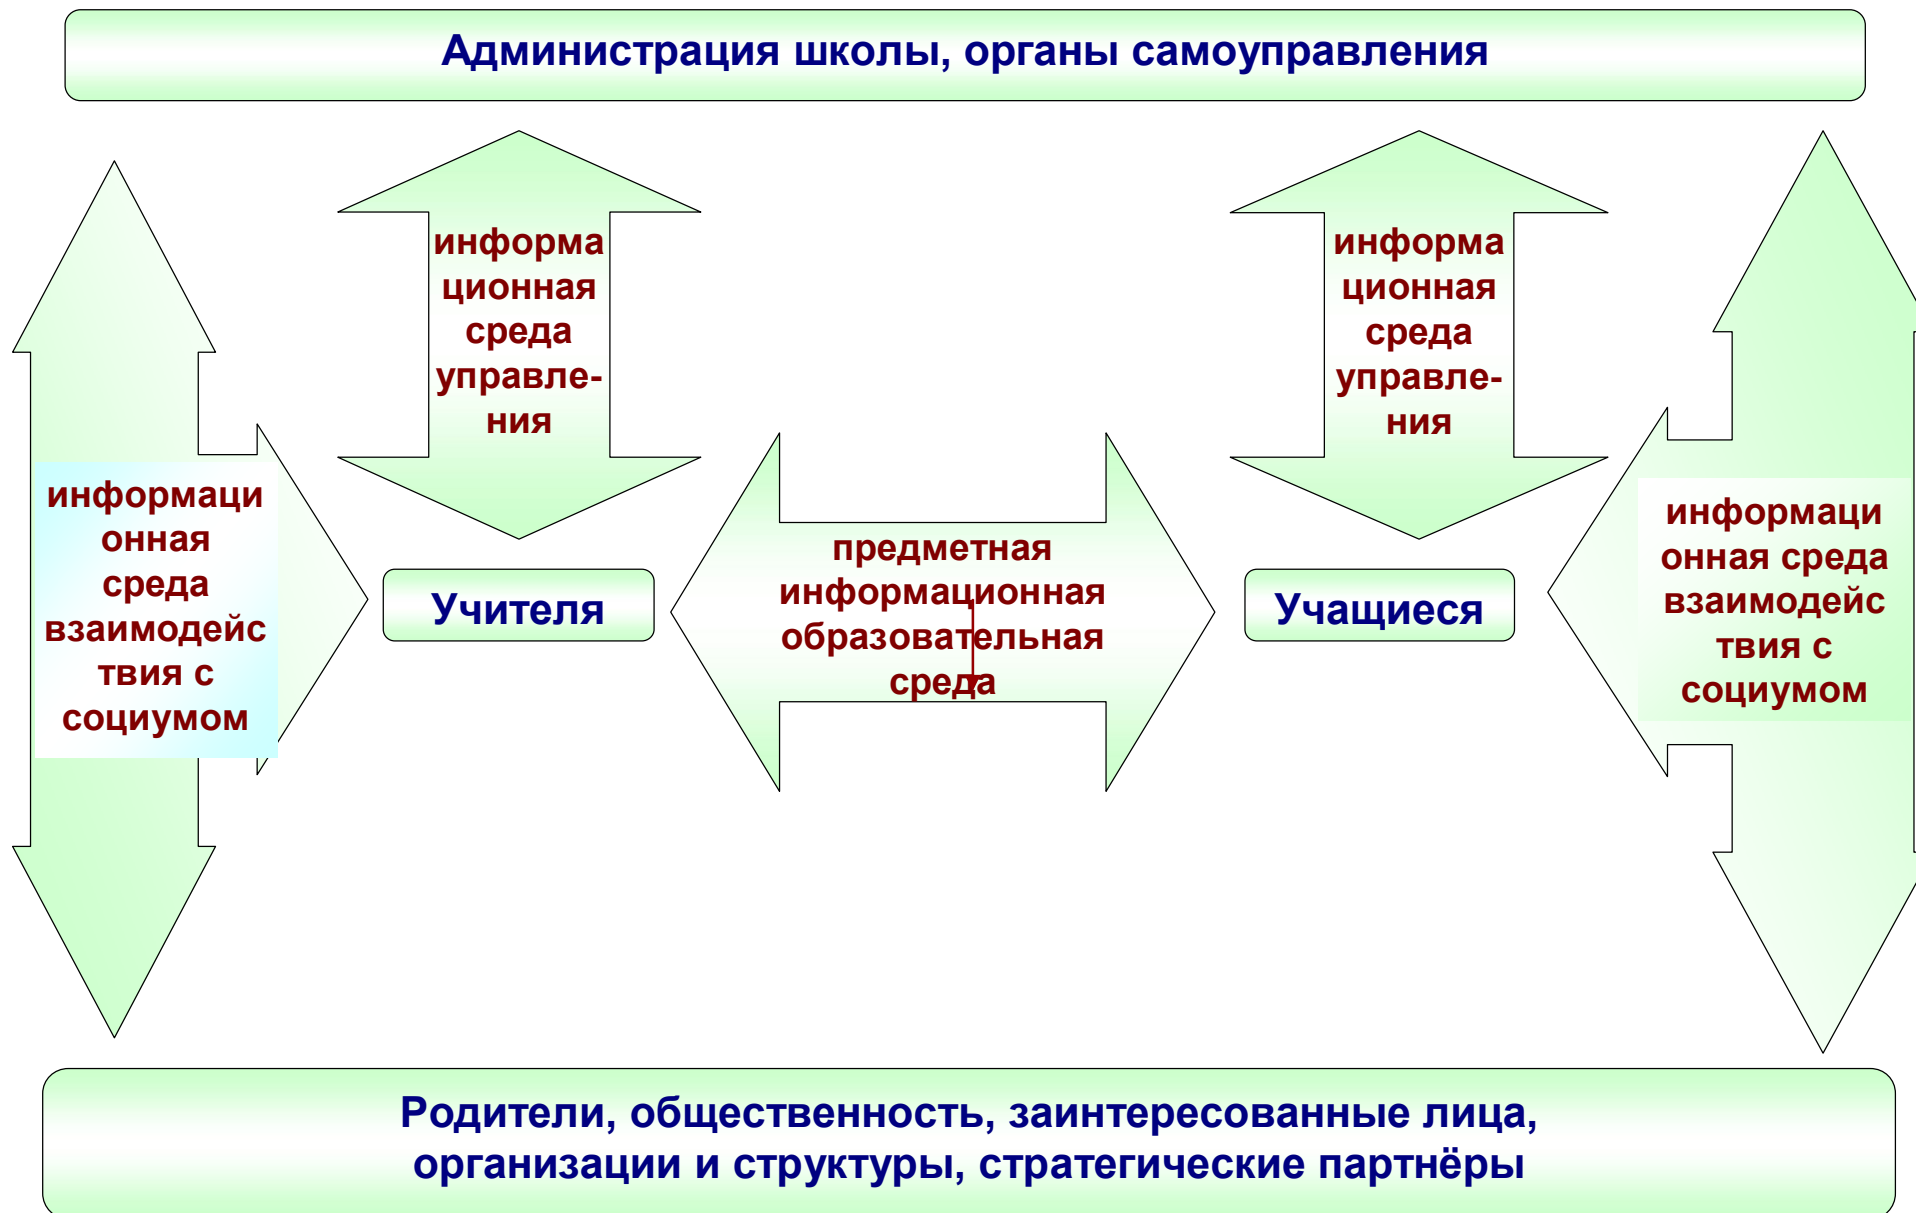 Администрация школы, органы самоуправления
информа
ционная
среда
управле-
ния
информа
ционная
среда
управле-
ния
информаци
онная
среда
взаимодейс
твия с
социумом
Учителя
предметная
информационная
образовательная
среда
Учащиеся
информаци
онная среда
взаимодейс
твия с
социумом
Родители, общественность, заинтересованные лица,
организации и структуры, стратегические партнёры